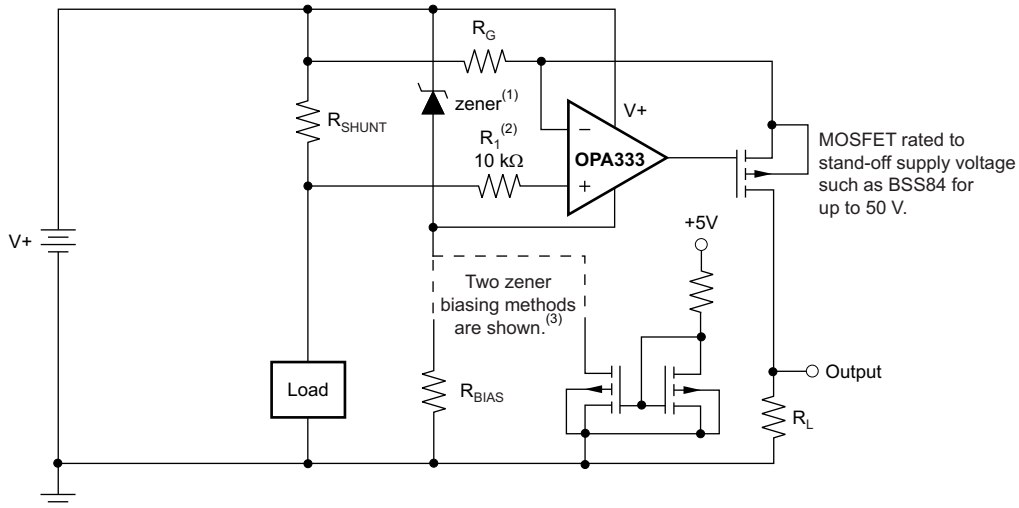 R_G
zener(1)
V+
R_SHUNT
R_1(2)
10 kΩ
−
OPA333
+
MOSFET rated to
stand-off supply voltage
such as BSS84 for
up to 50 V.
+5V
V+
Two zener
biasing methods
are shown.(3)
Load
R_BIAS
Output
R_L